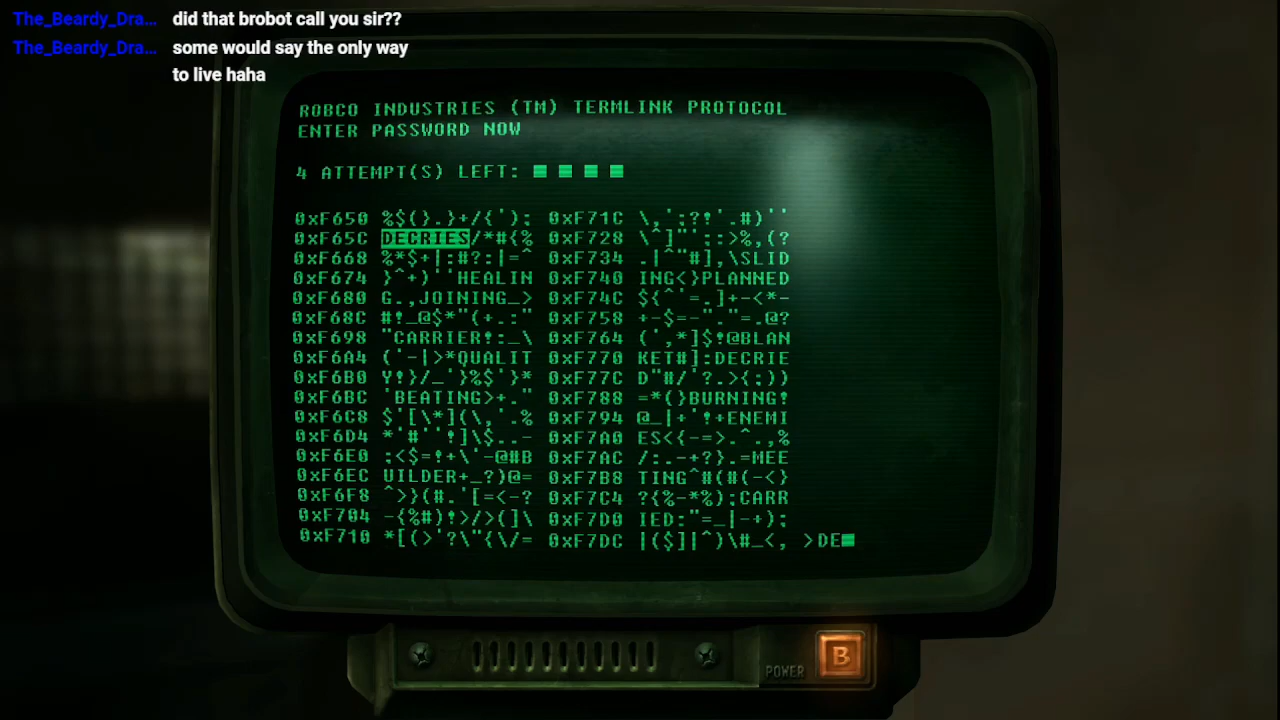 The_Beardy_Dra... did that brobot call you sir??
The_Beardy_Dra... some would say the only way
to live haha
ROBCO INDUSTRIES (TM) TERMLINK PROTOCOL
ENTER PASSWORD NOW
4 ATTEMPT(S) LEFT:
0xF650 %$(}.}+/{'); 0xF71C \,';?!'.#)''
0xF65C DECRIES/*#{% 0xF728 \^]"';:>%,(?
0xF668 %*$+|:#?:|=^ 0xF734 .|^"#],\SLID
0xF674 }^+)''HEALIN 0xF740 ING<}PLANNED
0xF680 G.,JOINING_> 0xF74C ${^'=.]+-<*-
0xF68C #!_@$*"(+.:" 0xF758 +-$=-"."=.@?
0xF698 "CARRIER!:_\ 0xF764 (',*]$!@BLAN
0xF6A4 ('-|>*QUALIT 0xF770 KET#]:DECRIE
0xF6B0 Y!}/_'}%$'}* 0xF77C D"#/'?.>{;))
0xF6BC 'BEATING>+." 0xF788 =*(}BURNING!
0xF6C8 $'[\*](\,'.% 0xF794 @_|+'!+ENEMI
0xF6D4 *'#''!]\$..- 0xF7A0 ES<{-=>.^.,%
0xF6E0 ;<$=!+\'-@#B 0xF7AC /:.-+?}.=MEE
0xF6EC UILDER+_?)@= 0xF7B8 TING^#(#(-<}
0xF6F8 ^>}(#.'[=<-? 0xF7C4 ?{%-*%);CARR
0xF704 -{%#)!>/>(]\ 0xF7D0 IED:"=_|-+);
0xF710 *[(>'?\"{\/= 0xF7DC |($]|^)\#_<, >DE
POWER
B